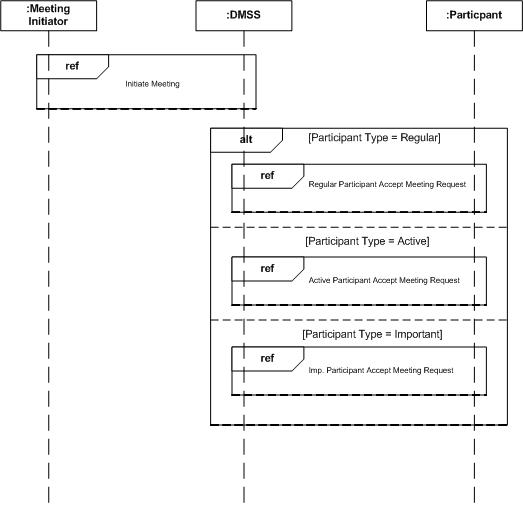 :Meeting
Initiator
:DMSS
:Particpant
ref
Initiate Meeting
alt
[Participant Type = Regular]
ref
Regular Participant Accept Meeting Request
[Participant Type = Active]
ref
Active Participant Accept Meeting Request
[Participant Type = Important]
ref
Imp. Participant Accept Meeting Request